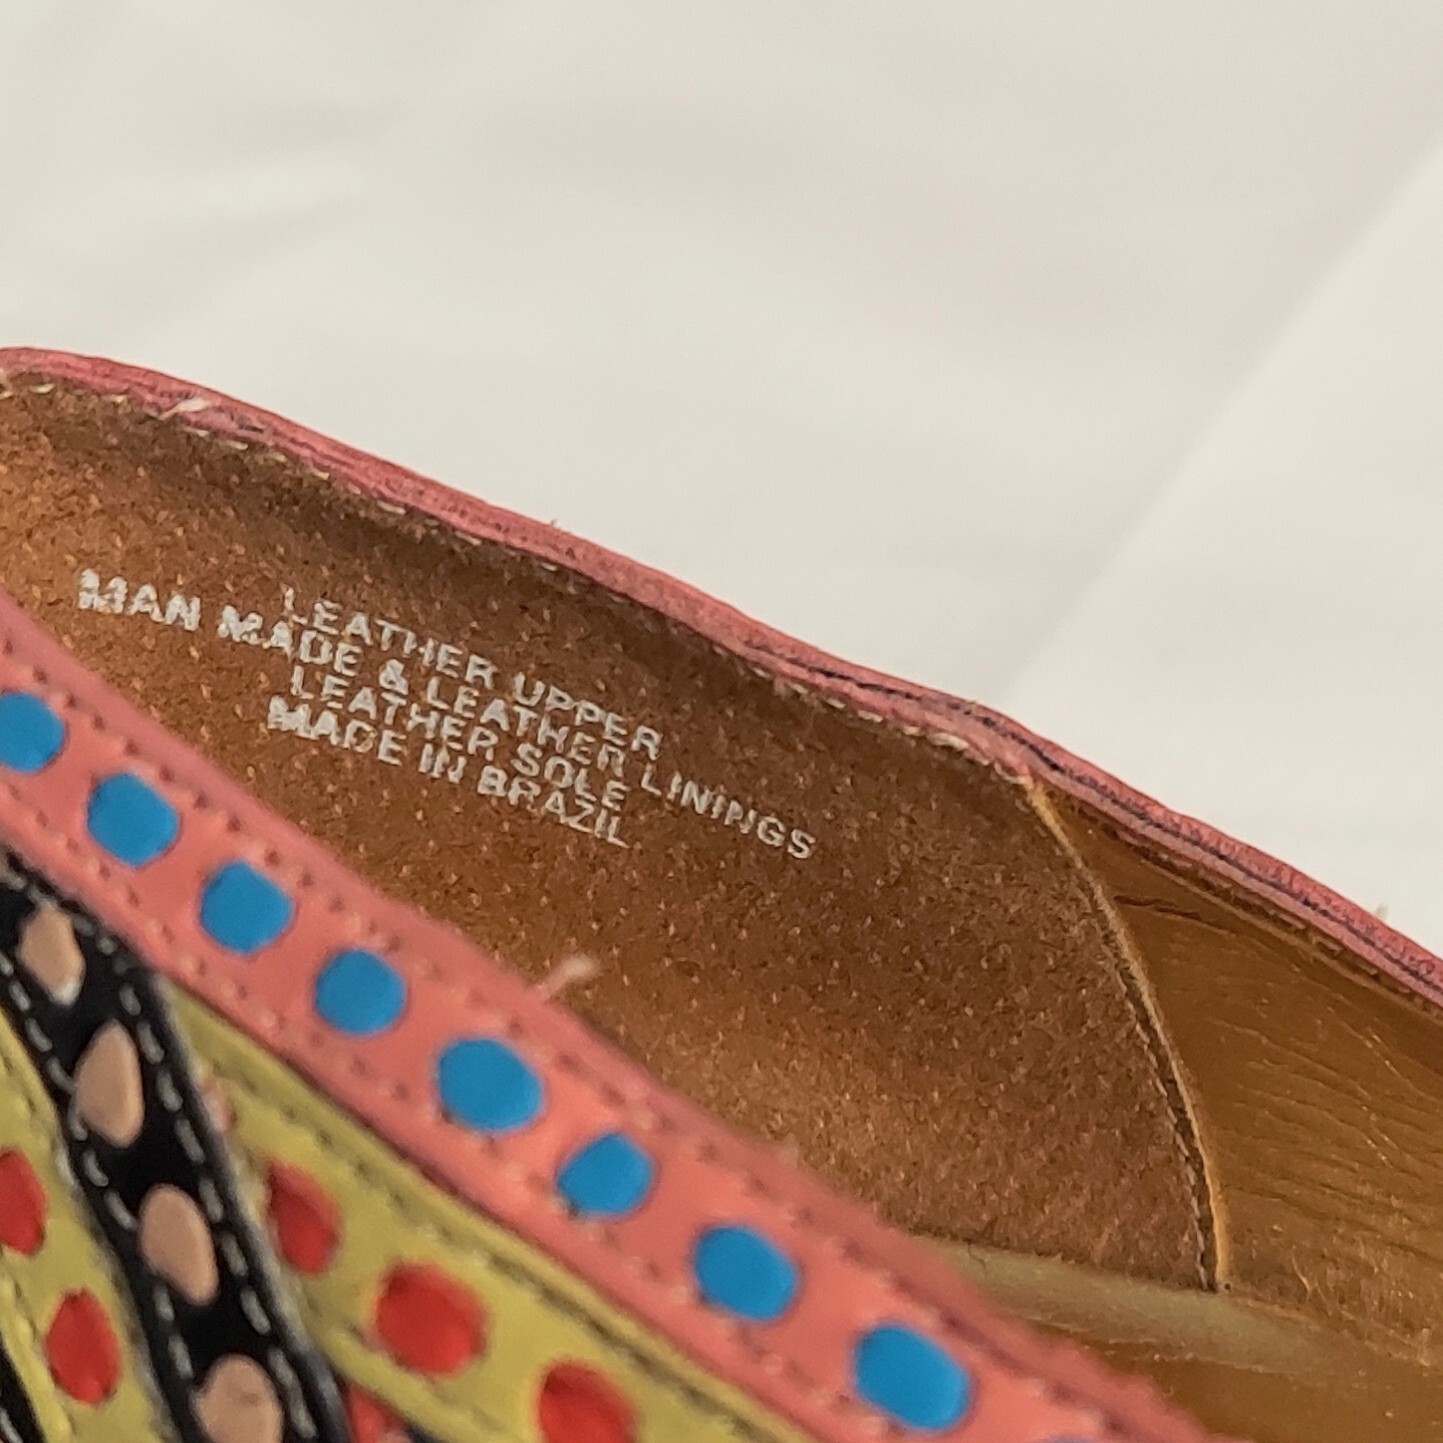 LEATHER UPPER
MAN MADE & LEATHER LININGS
LEATHER SOLE
MADE IN BRAZIL